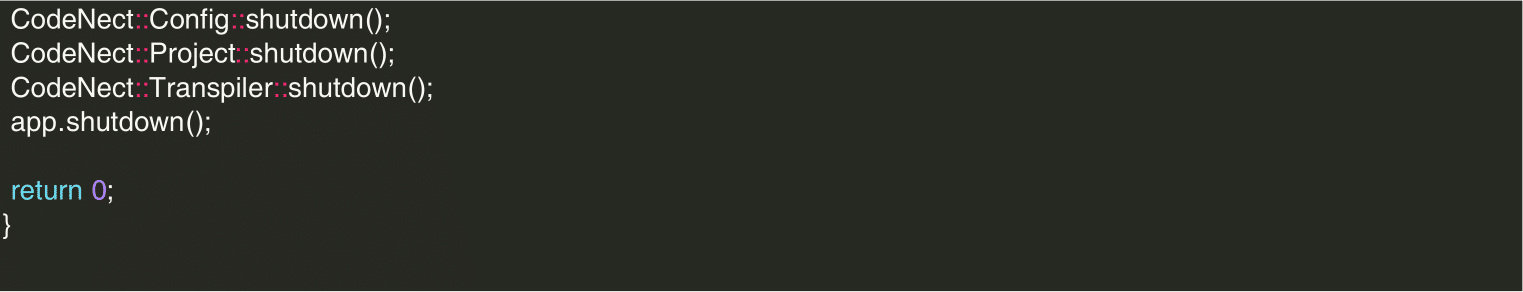 CodeNect::Config::shutdown();
CodeNect::Project::shutdown();
CodeNect::Transpiler::shutdown();
app.shutdown();
return 0;
}